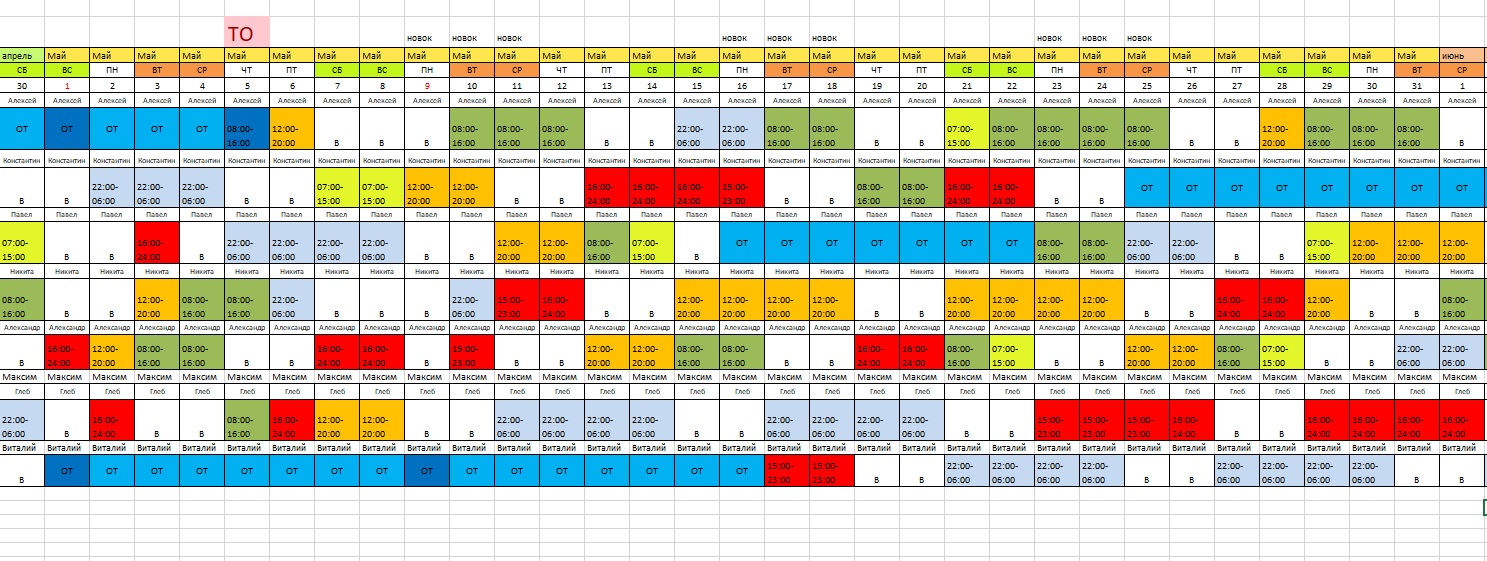 ТО
новок новок новок новок новок новок новок новок новок
апрель Май Май Май Май Май Май Май Май Май Май Май Май Май Май Май Май Май Май Май Май Май Май Май Май Май Май Май Май Май Май Май июнь
СБ ВС ПН ВТ СР ЧТ ПТ СБ ВС ПН ВТ СР ЧТ ПТ СБ ВС ПН ВТ СР ЧТ ПТ СБ ВС ПН ВТ СР ЧТ ПТ СБ ВС ПН ВТ СР
30 1 2 3 4 5 6 7 8 9 10 11 12 13 14 15 16 17 18 19 20 21 22 23 24 25 26 27 28 29 30 31 1
Алексей Алексей Алексей Алексей Алексей Алексей Алексей Алексей Алексей Алексей Алексей Алексей Алексей Алексей Алексей Алексей Алексей Алексей Алексей Алексей Алексей Алексей Алексей Алексей Алексей Алексей Алексей Алексей Алексей Алексей Алексей Алексей Алексей
ОТ ОТ ОТ ОТ ОТ 08:00-16:00 12:00-20:00 В В В 08:00-16:00 08:00-16:00 08:00-16:00 В В 22:00-06:00 22:00-06:00 08:00-16:00 08:00-16:00 В В 07:00-15:00 08:00-16:00 08:00-16:00 08:00-16:00 08:00-16:00 В В 12:00-20:00 08:00-16:00 08:00-16:00 08:00-16:00 В
Константин Константин Константин Константин Константин Константин Константин Константин Константин Константин Константин Константин Константин Константин Константин Константин Константин Константин Константин Константин Константин Константин Константин Константин Константин Константин Константин Константин Константин Константин Константин Константин Константин
В В 22:00-06:00 22:00-06:00 22:00-06:00 В В 07:00-15:00 07:00-15:00 12:00-20:00 12:00-20:00 В В 16:00-24:00 16:00-24:00 16:00-24:00 15:00-23:00 В В 08:00-16:00 08:00-16:00 16:00-24:00 16:00-24:00 В В ОТ ОТ ОТ ОТ ОТ ОТ ОТ ОТ
Павел Павел Павел Павел Павел Павел Павел Павел Павел Павел Павел Павел Павел Павел Павел Павел Павел Павел Павел Павел Павел Павел Павел Павел Павел Павел Павел Павел Павел Павел Павел Павел Павел
07:00-15:00 В В 16:00-24:00 В 22:00-06:00 22:00-06:00 22:00-06:00 22:00-06:00 В В 12:00-20:00 12:00-20:00 08:00-16:00 07:00-15:00 В ОТ ОТ ОТ ОТ ОТ ОТ ОТ 08:00-16:00 08:00-16:00 22:00-06:00 22:00-06:00 В В 07:00-15:00 12:00-20:00 12:00-20:00 12:00-20:00
Никита Никита Никита Никита Никита Никита Никита Никита Никита Никита Никита Никита Никита Никита Никита Никита Никита Никита Никита Никита Никита Никита Никита Никита Никита Никита Никита Никита Никита Никита Никита Никита Никита
08:00-16:00 В В 12:00-20:00 08:00-16:00 08:00-16:00 22:00-06:00 В В В 22:00-06:00 15:00-23:00 16:00-24:00 В В 12:00-20:00 12:00-20:00 12:00-20:00 12:00-20:00 В В 12:00-20:00 12:00-20:00 12:00-20:00 12:00-20:00 В В 16:00-24:00 16:00-24:00 12:00-20:00 В В 08:00-16:00
Александр Александр Александр Александр Александр Александр Александр Александр Александр Александр Александр Александр Александр Александр Александр Александр Александр Александр Александр Александр Александр Александр Александр Александр Александр Александр Александр Александр Александр Александр Александр Александр Александр
В 16:00-24:00 12:00-20:00 08:00-16:00 08:00-16:00 В В 16:00-24:00 16:00-24:00 В 15:00-23:00 В В 12:00-20:00 12:00-20:00 08:00-16:00 08:00-16:00 В В 16:00-24:00 16:00-24:00 08:00-16:00 07:00-15:00 В В 12:00-20:00 12:00-20:00 08:00-16:00 07:00-15:00 В В 22:00-06:00 22:00-06:00
Максим Максим Максим Максим Максим Максим Максим Максим Максим Максим Максим Максим Максим Максим Максим Максим Максим Максим Максим Максим Максим Максим Максим Максим Максим Максим Максим Максим Максим Максим Максим Максим Максим
Глеб Глеб Глеб Глеб Глеб Глеб Глеб Глеб Глеб Глеб Глеб Глеб Глеб Глеб Глеб Глеб Глеб Глеб Глеб Глеб Глеб Глеб Глеб Глеб Глеб Глеб Глеб Глеб Глеб Глеб Глеб Глеб Глеб
22:00-06:00 В 16:00-24:00 В В 08:00-16:00 16:00-24:00 12:00-20:00 12:00-20:00 В В 22:00-06:00 22:00-06:00 22:00-06:00 22:00-06:00 В В 22:00-06:00 22:00-06:00 22:00-06:00 22:00-06:00 В В 15:00-23:00 15:00-23:00 15:00-23:00 16:00-24:00 В В 16:00-24:00 16:00-24:00 16:00-24:00 16:00-24:00
Виталий Виталий Виталий Виталий Виталий Виталий Виталий Виталий Виталий Виталий Виталий Виталий Виталий Виталий Виталий Виталий Виталий Виталий Виталий Виталий Виталий Виталий Виталий Виталий Виталий Виталий Виталий Виталий Виталий Виталий Виталий Виталий Виталий
В ОТ ОТ ОТ ОТ ОТ ОТ ОТ ОТ ОТ ОТ ОТ ОТ ОТ ОТ ОТ ОТ 15:00-23:00 15:00-23:00 В В 22:00-06:00 22:00-06:00 22:00-06:00 22:00-06:00 В В 22:00-06:00 22:00-06:00 22:00-06:00 22:00-06:00 В В